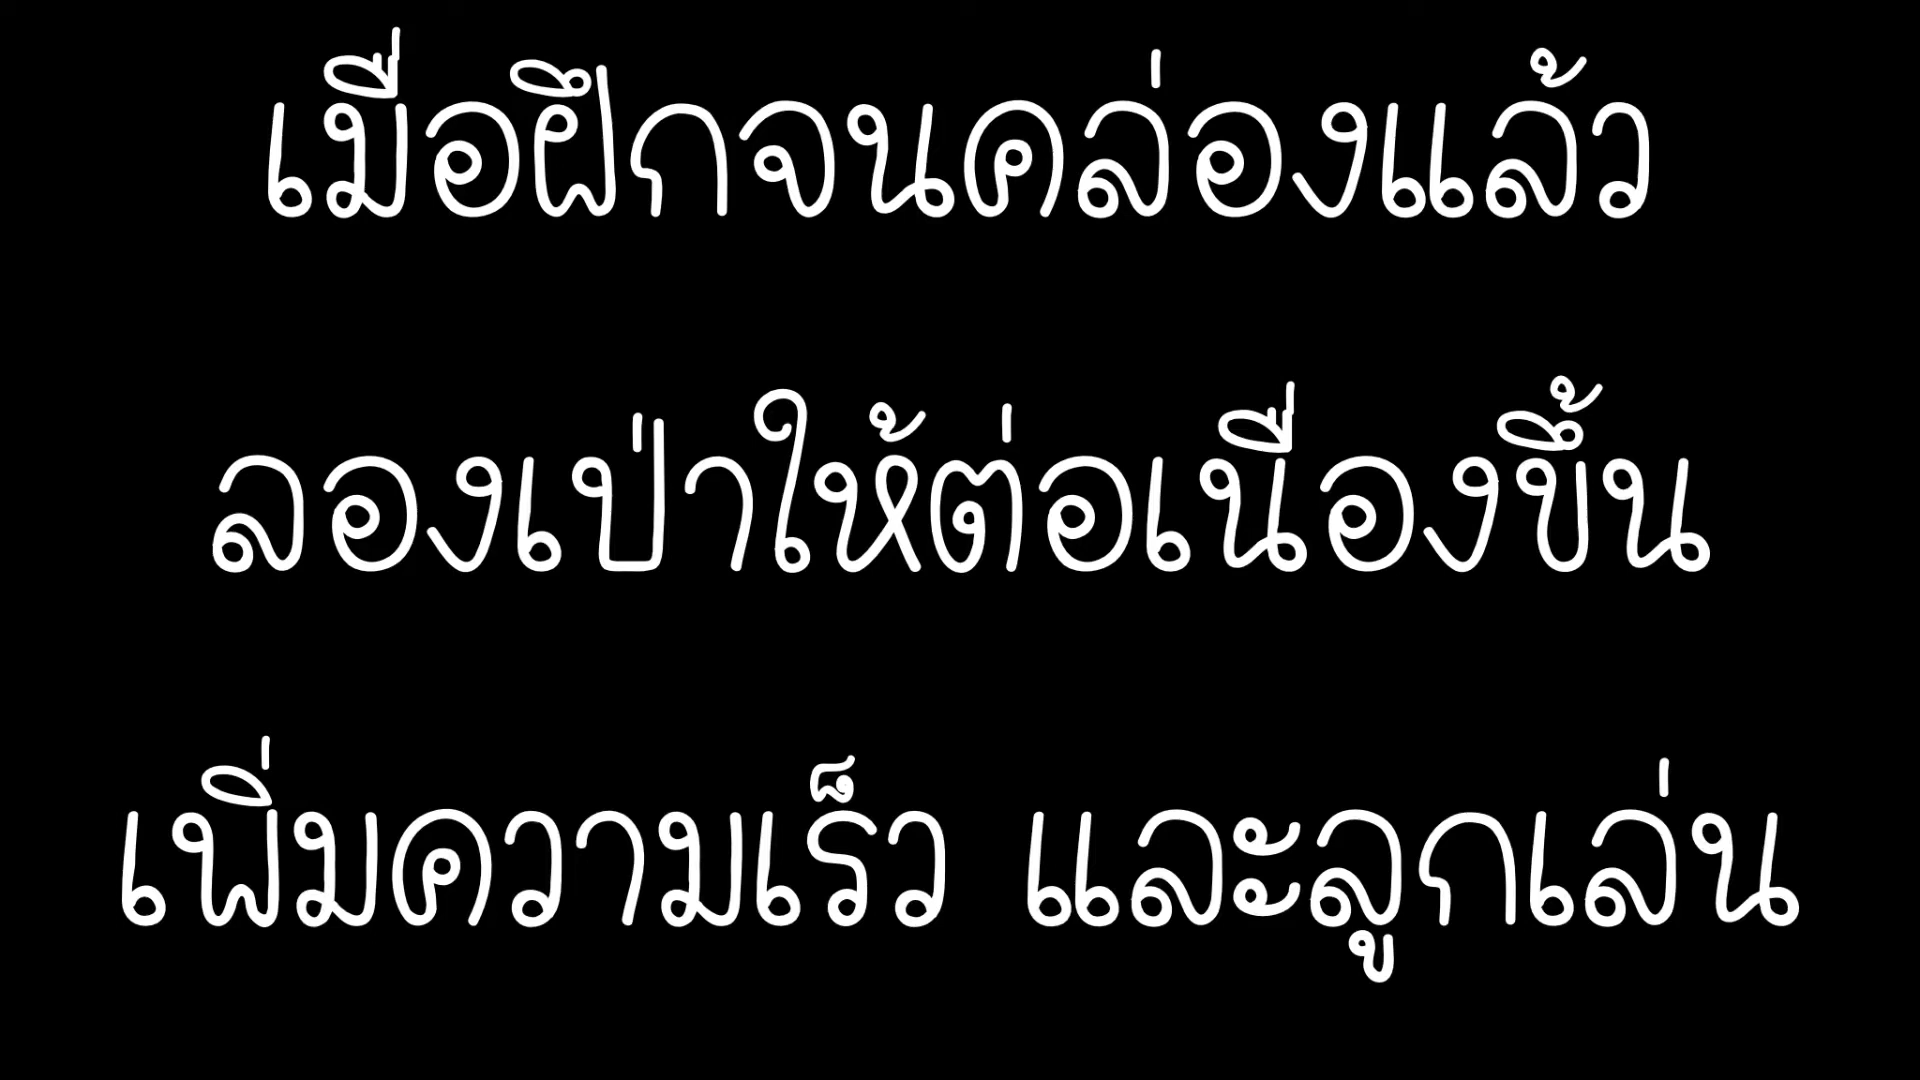 เมื่อฝึกจนคล่องแล้ว
ลองเป่าให้ต่อเนื่องขึ้น
เพิ่มความเร็ว และลูกเล่น